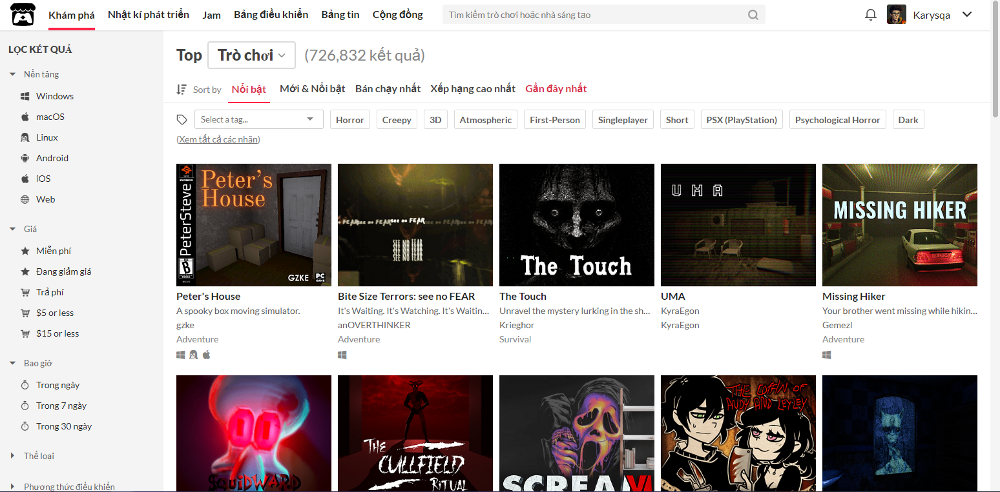 Khám phá
Nhật kí phát triển
Jam
Bảng điều khiển
Bảng tin
Cộng đồng
Tìm kiếm trò chơi hoặc nhà sáng tạo
Karysqa
LỌC KẾT QUẢ
Nền tảng
Windows
macOS
Linux
Android
iOS
Web
Giá
Miễn phí
Đang giảm giá
Trả phí
$5 or less
$15 or less
Bao giờ
Trong ngày
Trong 7 ngày
Trong 30 ngày
Thể loại
Phương thức điều khiển
Top Trò chơi (726,832 kết quả)
Sort by Nổi bật Mới & Nổi bật Bán chạy nhất Xếp hạng cao nhất Gần đây nhất
Select a tag... Horror Creepy 3D Atmospheric First-Person Singleplayer Short PSX (PlayStation) Psychological Horror Dark
(Xem tất cả các nhãn)
Peter's
House
PeterSteve
B
GZKE
PC
GAME
Peter's House
A spooky box moving simulator.
gzke
Adventure
see no FEAR
SEE NO FEAR
Bite Size Terrors: see no FEAR
It's Waiting. It's Watching. It's Waitin...
anOVERTHINKER
Adventure
The Touch
The Touch
Unravel the mystery lurking in the sh...
Krieghor
Survival
UMA
UMA
KyraEgon
KyraEgon
MISSING HIKER
Missing Hiker
Your brother went missing while hikin...
Gemezl
Adventure
SQUIDWARD
THE
CULLFIELD
RITUAL
SCREAM VI
THE COFFIN OF
ANDY AND LEYLEY